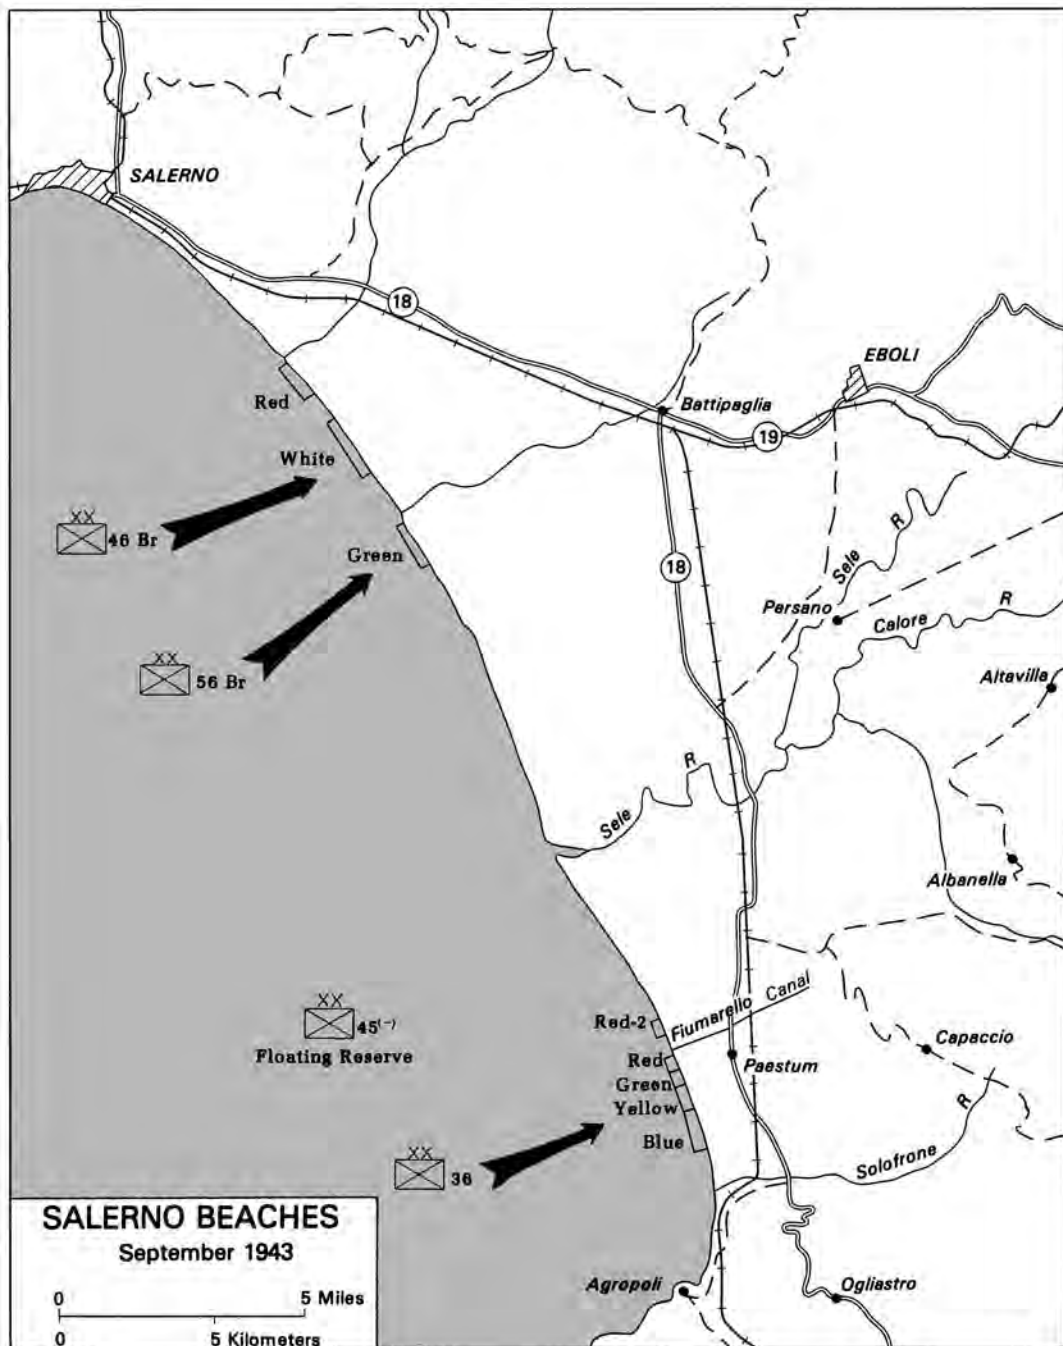 SALERNO
18
EBOLI
Red
Battipaglia
19
White
46 Br
Green
R
Sele
18
Persano
R
Calore
56 Br
Altavilla
R
Sele
Albanella
45(-)
Floating Reserve
Red-2
Fiumarello Canal
Capaccio
Red
Paestum
Green
Yellow
R
Blue
36
Solofrone
SALERNO BEACHES
September 1943
Agropoli
Ogliastro
0 5 Miles
0 5 Kilometers